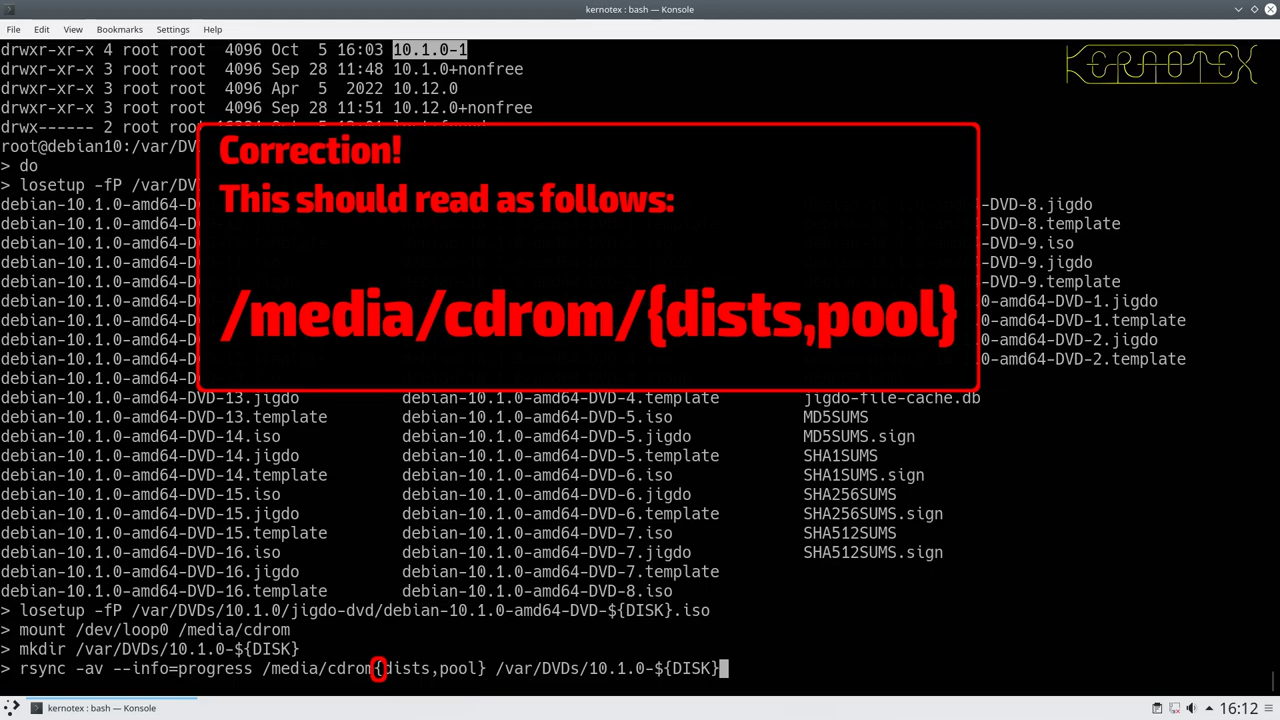 kernotex : bash — Konsole
File Edit View Bookmarks Settings Help
drwxr-xr-x 4 root root 4096 Oct 5 16:03 10.1.0-1
KERNOTEX
drwxr-xr-x 3 root root 4096 Sep 28 11:48 10.1.0+nonfree
drwxr-xr-x 3 root root 4096 Apr 5 2022 10.12.0
drwxr-xr-x 3 root root 4096 Sep 28 11:51 10.12.0+nonfree
drwx------ 2 root root
root@debian10:/var/DV
> do
> losetup -fP /var/DV
Correction!
This should read as follows:
/media/cdrom/{dists,pool}
debian-10.1.0-amd64-D -DVD-8.jigdo
debian-10.1.0-amd64-D -DVD-8.template
debian-10.1.0-amd64-D -DVD-9.iso
debian-10.1.0-amd64-D -DVD-9.jigdo
debian-10.1.0-amd64-D -DVD-9.template
debian-10.1.0-amd64-D 0-amd64-DVD-1.jigdo
debian-10.1.0-amd64-D 0-amd64-DVD-1.template
debian-10.1.0-amd64-D 0-amd64-DVD-2.jigdo
debian-10.1.0-amd64-D 0-amd64-DVD-2.template
debian-10.1.0-amd64-D
debian-10.1.0-amd64-DVD-13.jigdo debian-10.1.0-amd64-DVD-4.template jigdo-file-cache.db
debian-10.1.0-amd64-DVD-13.template debian-10.1.0-amd64-DVD-5.iso MD5SUMS
debian-10.1.0-amd64-DVD-14.iso debian-10.1.0-amd64-DVD-5.jigdo MD5SUMS.sign
debian-10.1.0-amd64-DVD-14.jigdo debian-10.1.0-amd64-DVD-5.template SHA1SUMS
debian-10.1.0-amd64-DVD-14.template debian-10.1.0-amd64-DVD-6.iso SHA1SUMS.sign
debian-10.1.0-amd64-DVD-15.iso debian-10.1.0-amd64-DVD-6.jigdo SHA256SUMS
debian-10.1.0-amd64-DVD-15.jigdo debian-10.1.0-amd64-DVD-6.template SHA256SUMS.sign
debian-10.1.0-amd64-DVD-15.template debian-10.1.0-amd64-DVD-7.iso SHA512SUMS
debian-10.1.0-amd64-DVD-16.iso debian-10.1.0-amd64-DVD-7.jigdo SHA512SUMS.sign
debian-10.1.0-amd64-DVD-16.jigdo debian-10.1.0-amd64-DVD-7.template
debian-10.1.0-amd64-DVD-16.template debian-10.1.0-amd64-DVD-8.iso
> losetup -fP /var/DVDs/10.1.0/jigdo-dvd/debian-10.1.0-amd64-DVD-${DISK}.iso
> mount /dev/loop0 /media/cdrom
> mkdir /var/DVDs/10.1.0-${DISK}
> rsync -av --info=progress /media/cdrom{dists,pool} /var/DVDs/10.1.0-${DISK}
kernotex : bash — Konsole 16:12